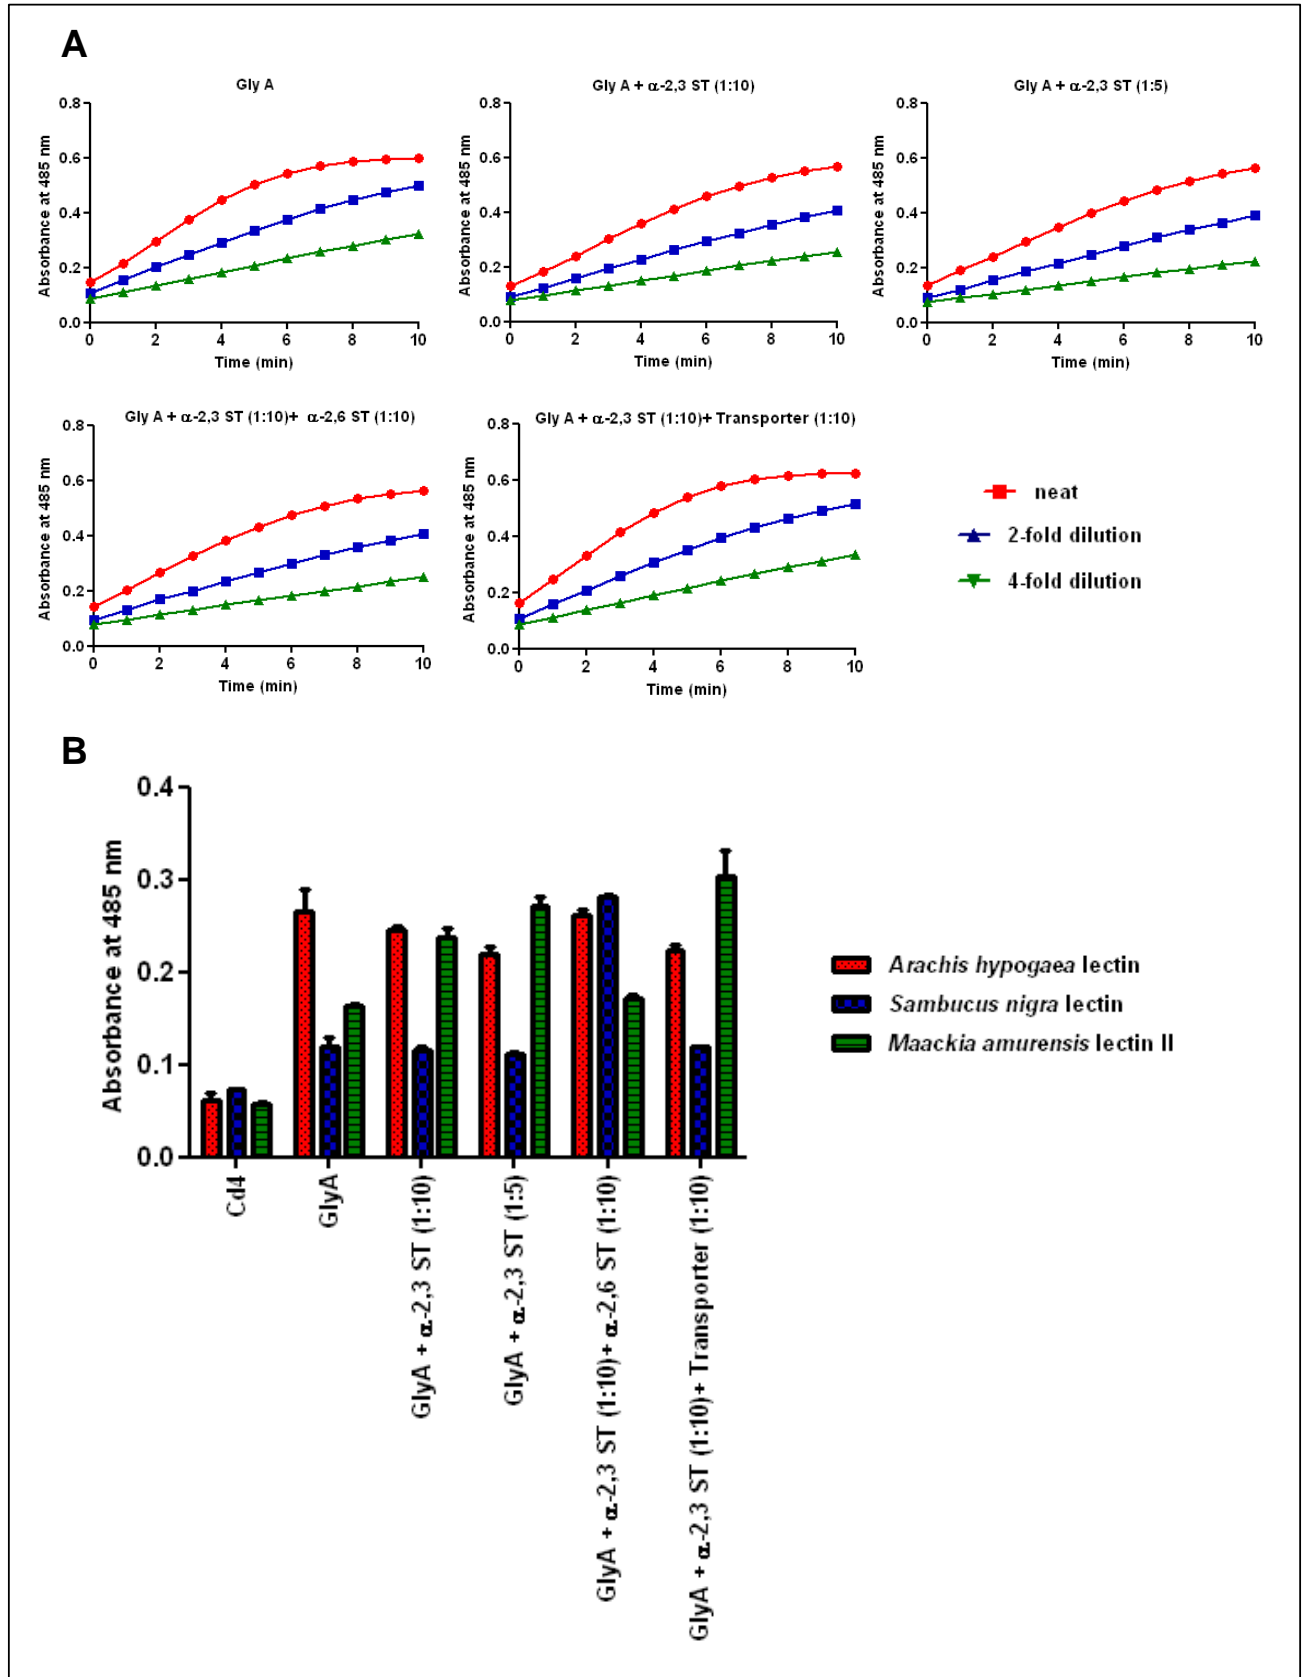 A
Gly A
Absorbance at 485 nm
0.8
0.6
0.4
0.2
0.0
0 2 4 6 8 10
Time (min)
Gly A + α-2,3 ST (1:10)
Absorbance at 485 nm
0.8
0.6
0.4
0.2
0.0
0 2 4 6 8 10
Time (min)
Gly A + α-2,3 ST (1:5)
Absorbance at 485 nm
0.8
0.6
0.4
0.2
0.0
0 2 4 6 8 10
Time (min)
Gly A + α-2,3 ST (1:10)+ α-2,6 ST (1:10)
Absorbance at 485 nm
0.8
0.6
0.4
0.2
0.0
0 2 4 6 8 10
Time (min)
Gly A + α-2,3 ST (1:10)+ Transporter (1:10)
Absorbance at 485 nm
0.8
0.6
0.4
0.2
0.0
0 2 4 6 8 10
Time (min)
neat
2-fold dilution
4-fold dilution
B
Absorbance at 485 nm
0.4
0.3
0.2
0.1
0.0
Cd4
GlyA
GlyA + α-2,3 ST (1:10)
GlyA + α-2,3 ST (1:5)
GlyA + α-2,3 ST (1:10)+ α-2,6 ST (1:10)
GlyA + α-2,3 ST (1:10)+ Transporter (1:10)
Arachis hypogaea lectin
Sambucus nigra lectin
Maackia amurensis lectin II